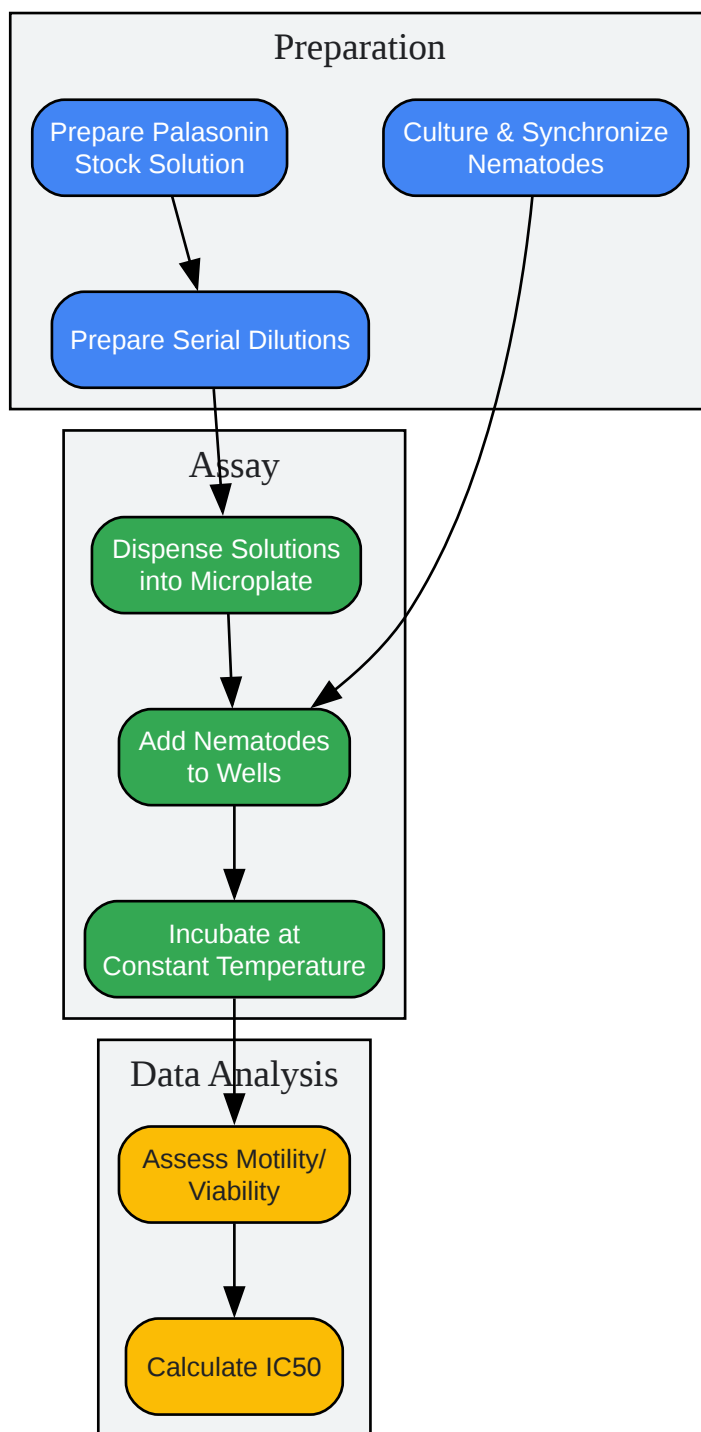 Preparation
Prepare Palasonin
Stock Solution
Culture & Synchronize
Nematodes
Prepare Serial Dilutions
Assay
Dispense Solutions
into Microplate
Add Nematodes
to Wells
Incubate at
Constant Temperature
Data Analysis
Assess Motility/
Viability
Calculate IC50